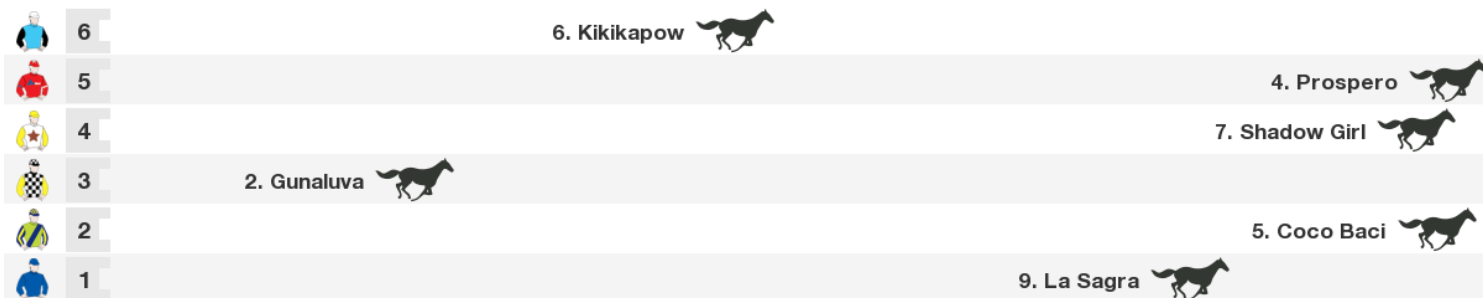 6 6. Kikikapow
5 4. Prospero
4 7. Shadow Girl
3 2. Gunaluva
2 5. Coco Baci
1 9. La Sagra